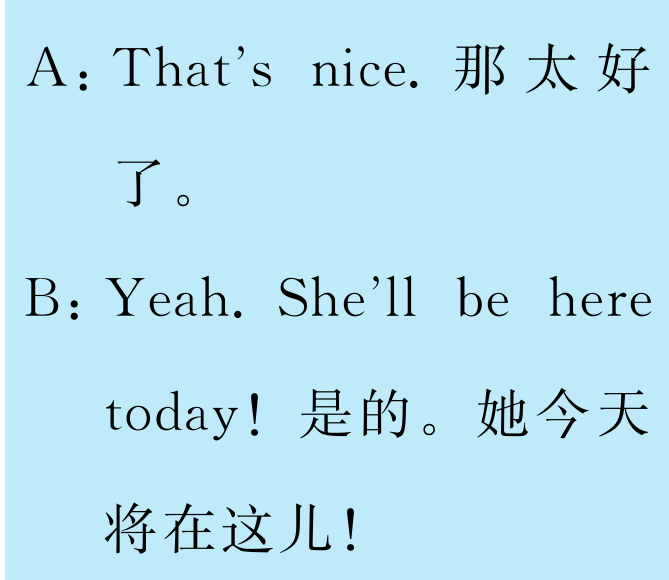 A：That's nice. 那太好
了。
B：Yeah. She'll be here
today！是的。她今天
将在这儿！